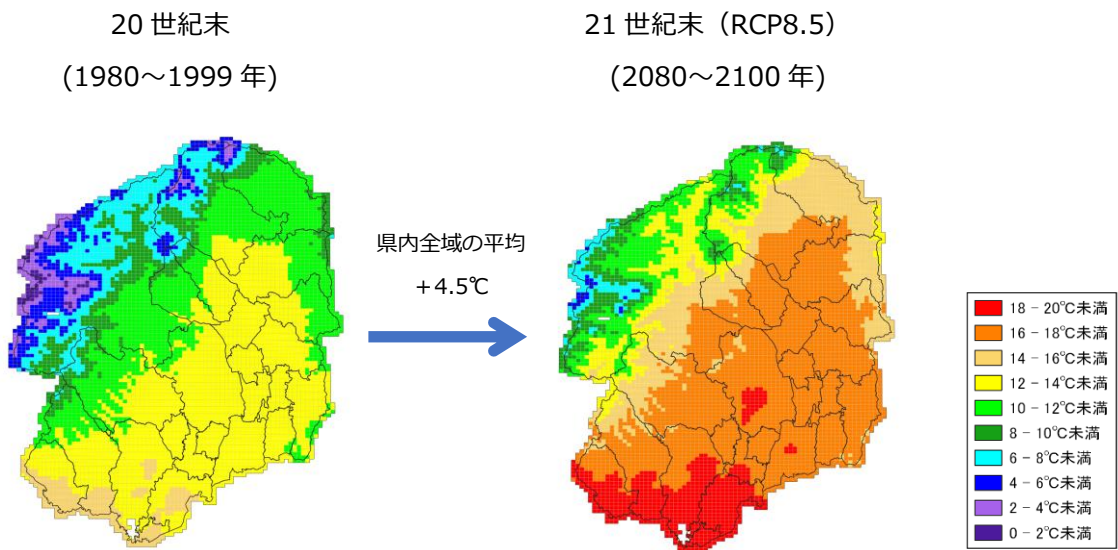 20 世紀末
(1980～1999 年)
21 世紀末（RCP8.5）
(2080～2100 年)
県内全域の平均
＋4.5℃
18 － 20℃未満
16 － 18℃未満
14 － 16℃未満
12 － 14℃未満
10 － 12℃未満
8 － 10℃未満
6 － 8℃未満
4 － 6℃未満
2 － 4℃未満
0 － 2℃未満